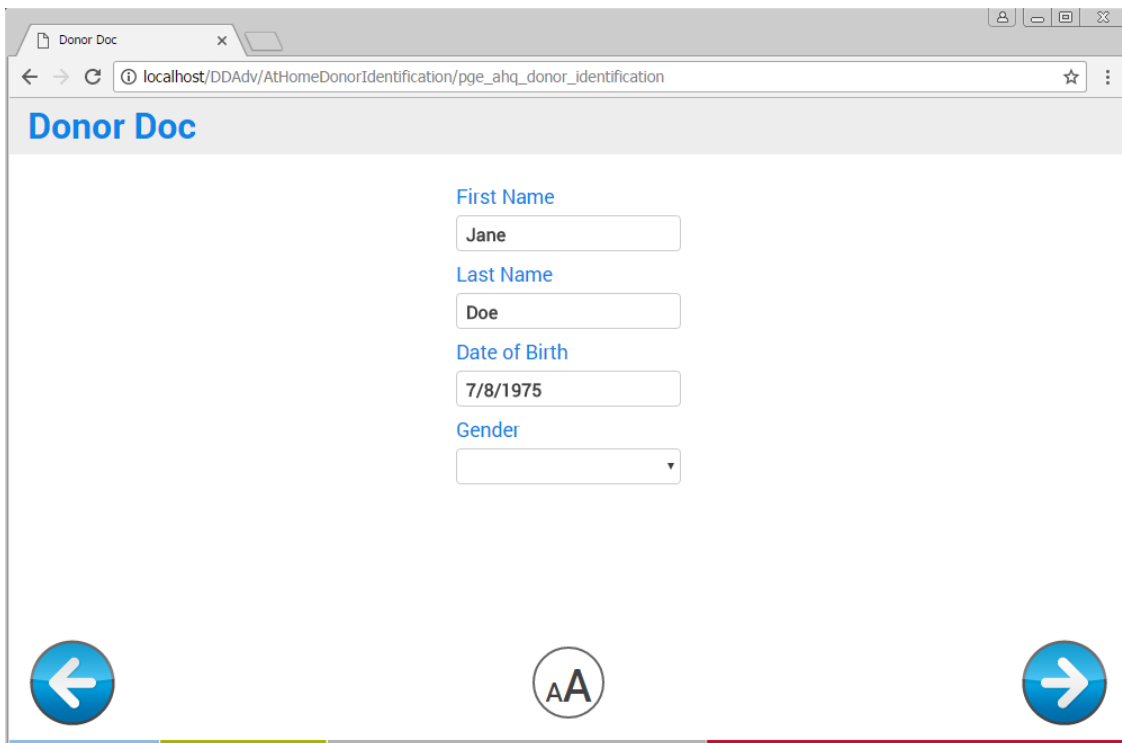 Donor Doc
localhost/DDAdv/AtHomeDonorIdentification/pge_ahq_donor_identification
Donor Doc
First Name
Jane
Last Name
Doe
Date of Birth
7/8/1975
Gender
AA